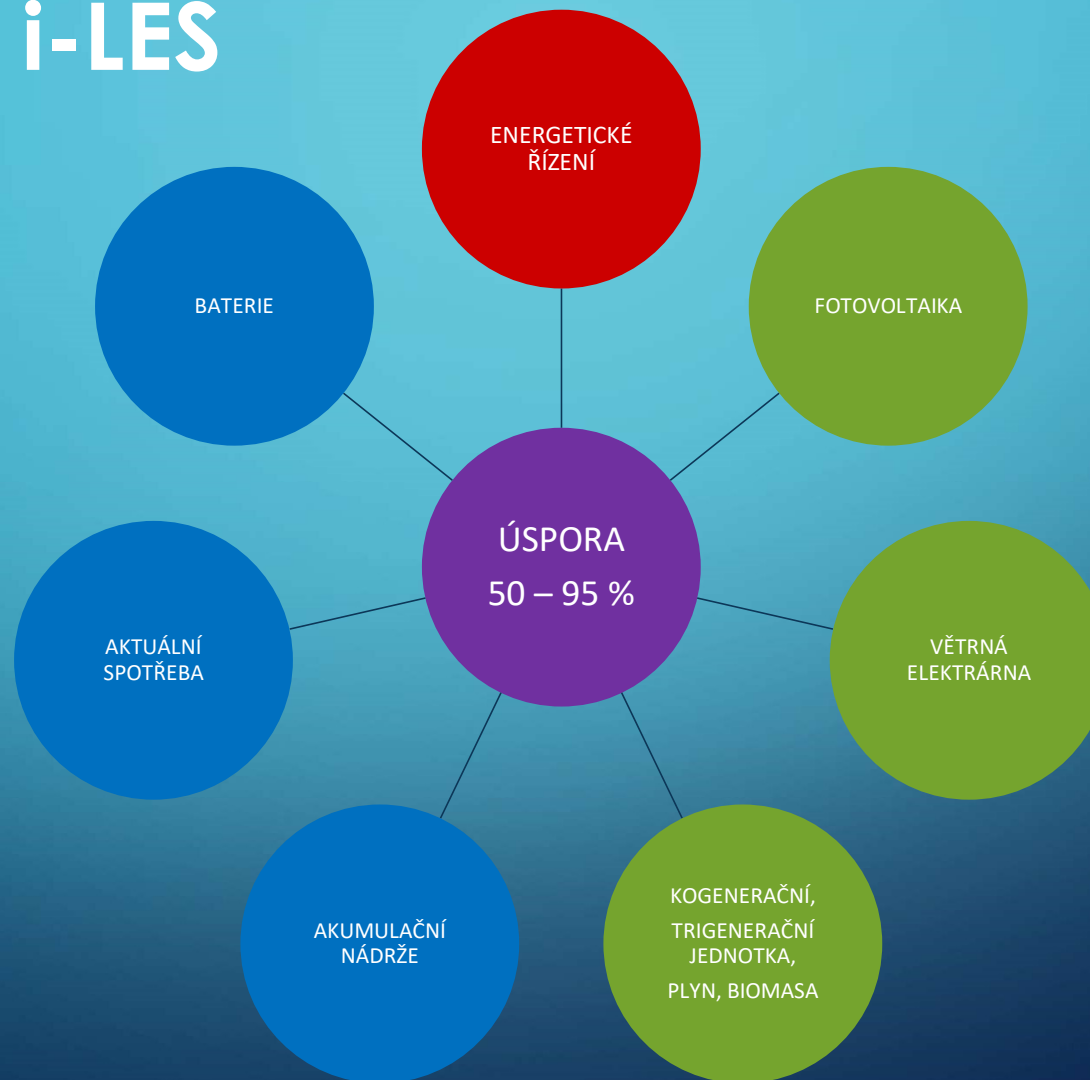 i-LES
ENERGETICKÉ
ŘÍZENÍ
FOTOVOLTAIKA
VĚTRNÁ
ELEKTRÁRNA
KOGENERAČNÍ,
TRIGENERAČNÍ
JEDNOTKA,
PLYN, BIOMASA
AKUMULAČNÍ
NÁDRŽE
AKTUÁLNÍ
SPOTŘEBA
BATERIE
ÚSPORA
50 – 95 %